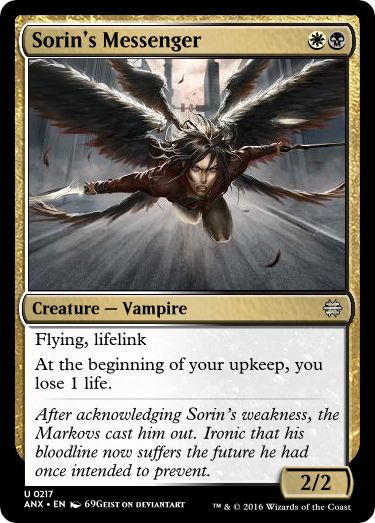 Sorin's Messenger
Creature — Vampire
Flying, lifelink
At the beginning of your upkeep, you
lose 1 life.
After acknowledging Sorin's weakness, the
Markovs cast him out. Ironic that his
bloodline now suffers the future he had
once intended to prevent.
2/2
U 0217
ANX • EN 69Geist on deviantart
™ & © 2016 Wizards of the Coast